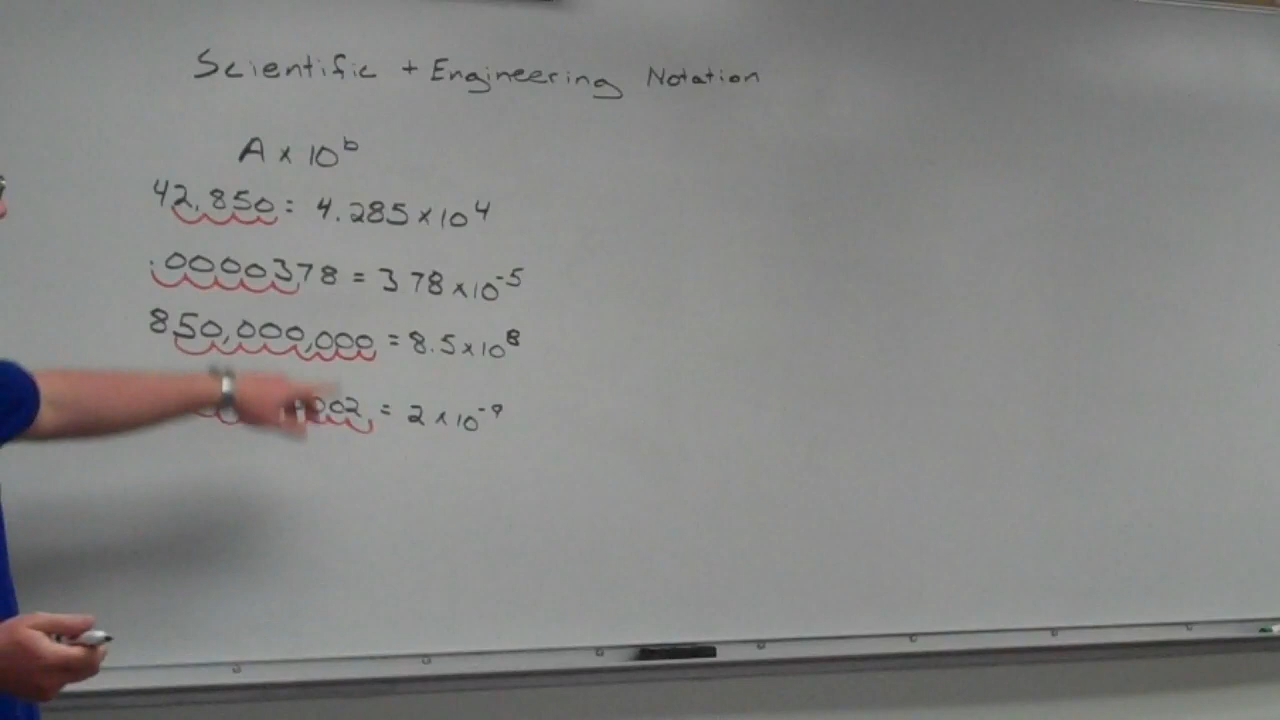 Scientific + Engineering Notation
A x 10^b
42,850 = 4.285 x 10^4
.0000378 = 3 78 x 10^-5
850,000,000 = 8.5 x 10^8
002 = 2 x 10^-9